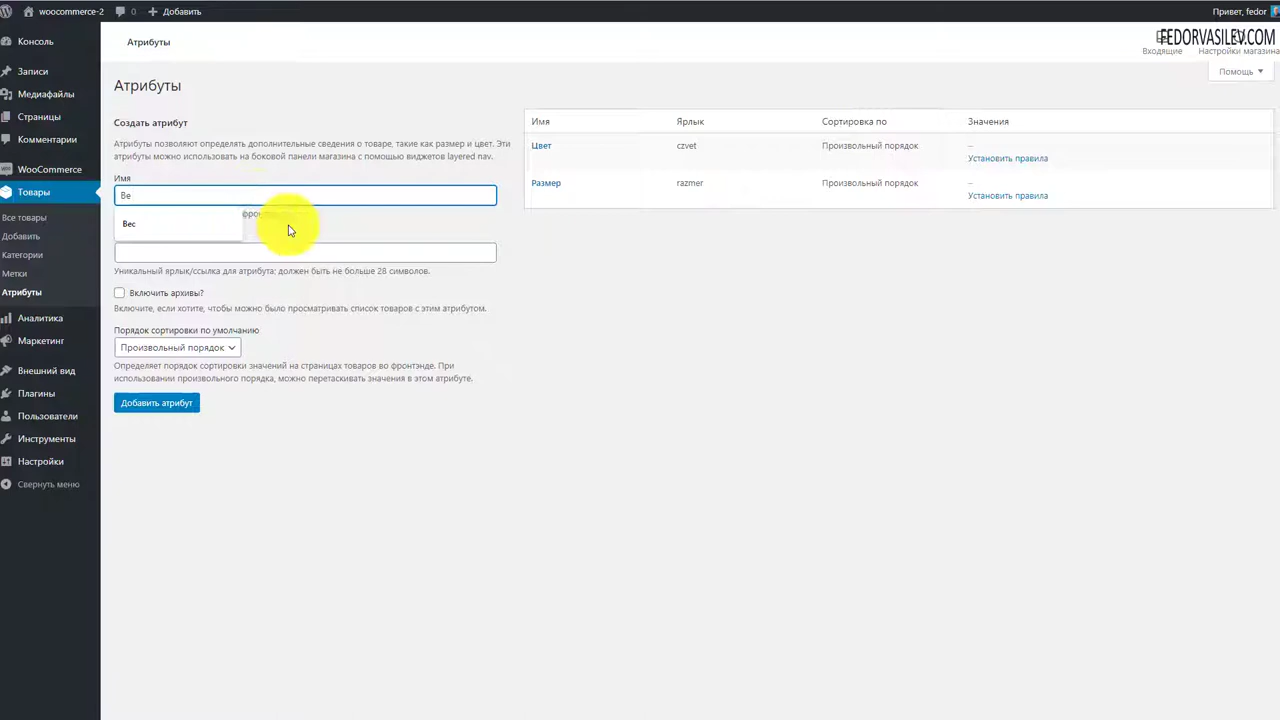 woocommerce-2
0
Добавить
Привет, fedor
Консоль
Записи
Медиафайлы
Страницы
Комментарии
WooCommerce
Товары
Все товары
Добавить
Категории
Метки
Атрибуты
Аналитика
Маркетинг
Внешний вид
Плагины
Пользователи
Инструменты
Настройки
Свернуть меню
Атрибуты
FEDORVASILEV.COM
Входящие
Настройки магазина
Помощь
Атрибуты
Создать атрибут
Атрибуты позволяют определять дополнительные сведения о товаре, такие как размер и цвет. Эти
атрибуты можно использовать на боковой панели магазина с помощью виджетов layered nav.
Имя
Ве
Вес
Уникальный ярлык/ссылка для атрибута; должен быть не больше 28 символов.
Включить архивы?
Включите, если хотите, чтобы можно было просматривать список товаров с этим атрибутом.
Порядок сортировки по умолчанию
Произвольный порядок
Определяет порядок сортировки значений на страницах товаров во фронтэнде. При
использовании произвольного порядка, можно перетаскивать значения в этом атрибуте.
Добавить атрибут
Имя Ярлык Сортировка по Значения
Цвет czvet Произвольный порядок –
Установить правила
Размер razmer Произвольный порядок –
Установить правила